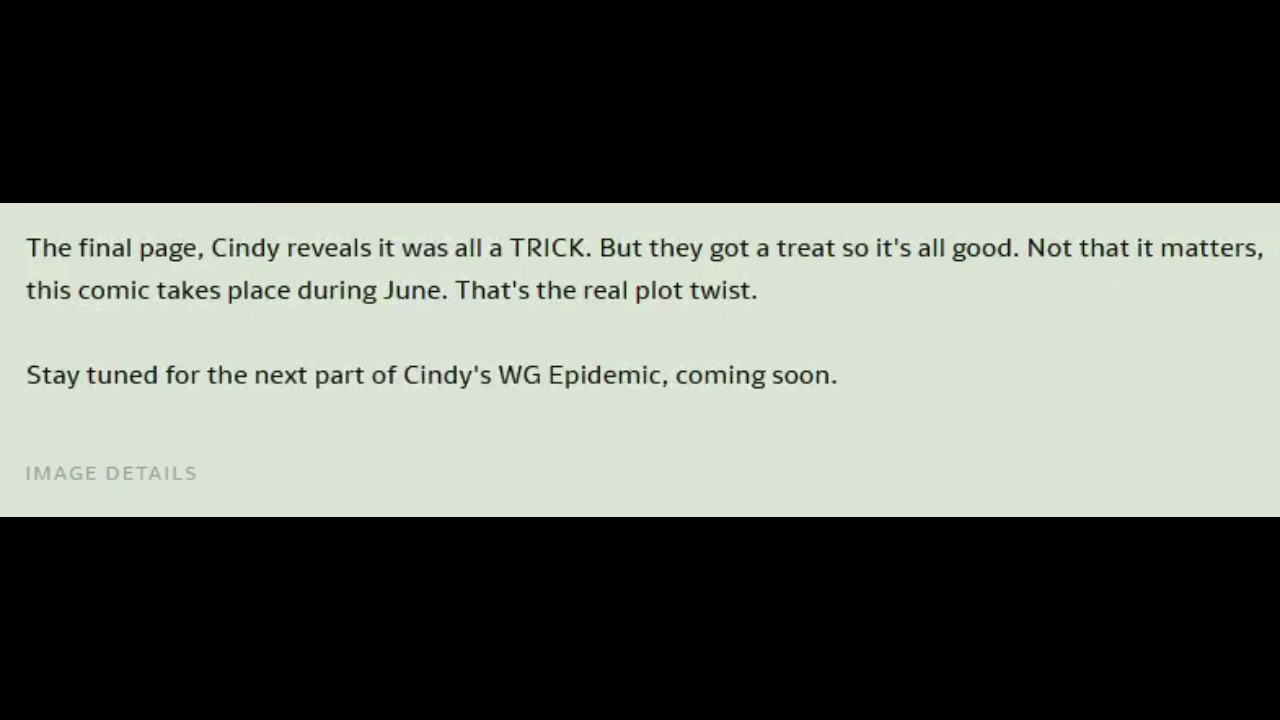 The final page, Cindy reveals it was all a TRICK. But they got a treat so it's all good. Not that it matters,
this comic takes place during June. That's the real plot twist.
Stay tuned for the next part of Cindy's WG Epidemic, coming soon.
IMAGE DETAILS